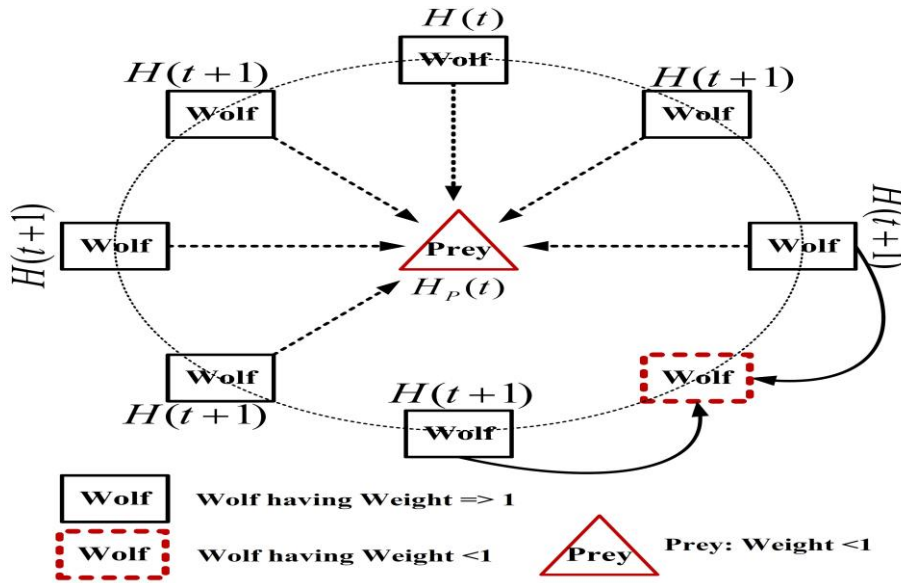 H(t)
Wolf
H(t+1)
Wolf
H(t+1)
Wolf
H(t+1)
Wolf
Prey
H_P(t)
Wolf
H(t+1)
Wolf
H(t+1)
H(t+1)
Wolf
Wolf
Wolf Wolf having Weight => 1
Wolf Wolf having Weight <1
Prey Prey: Weight <1